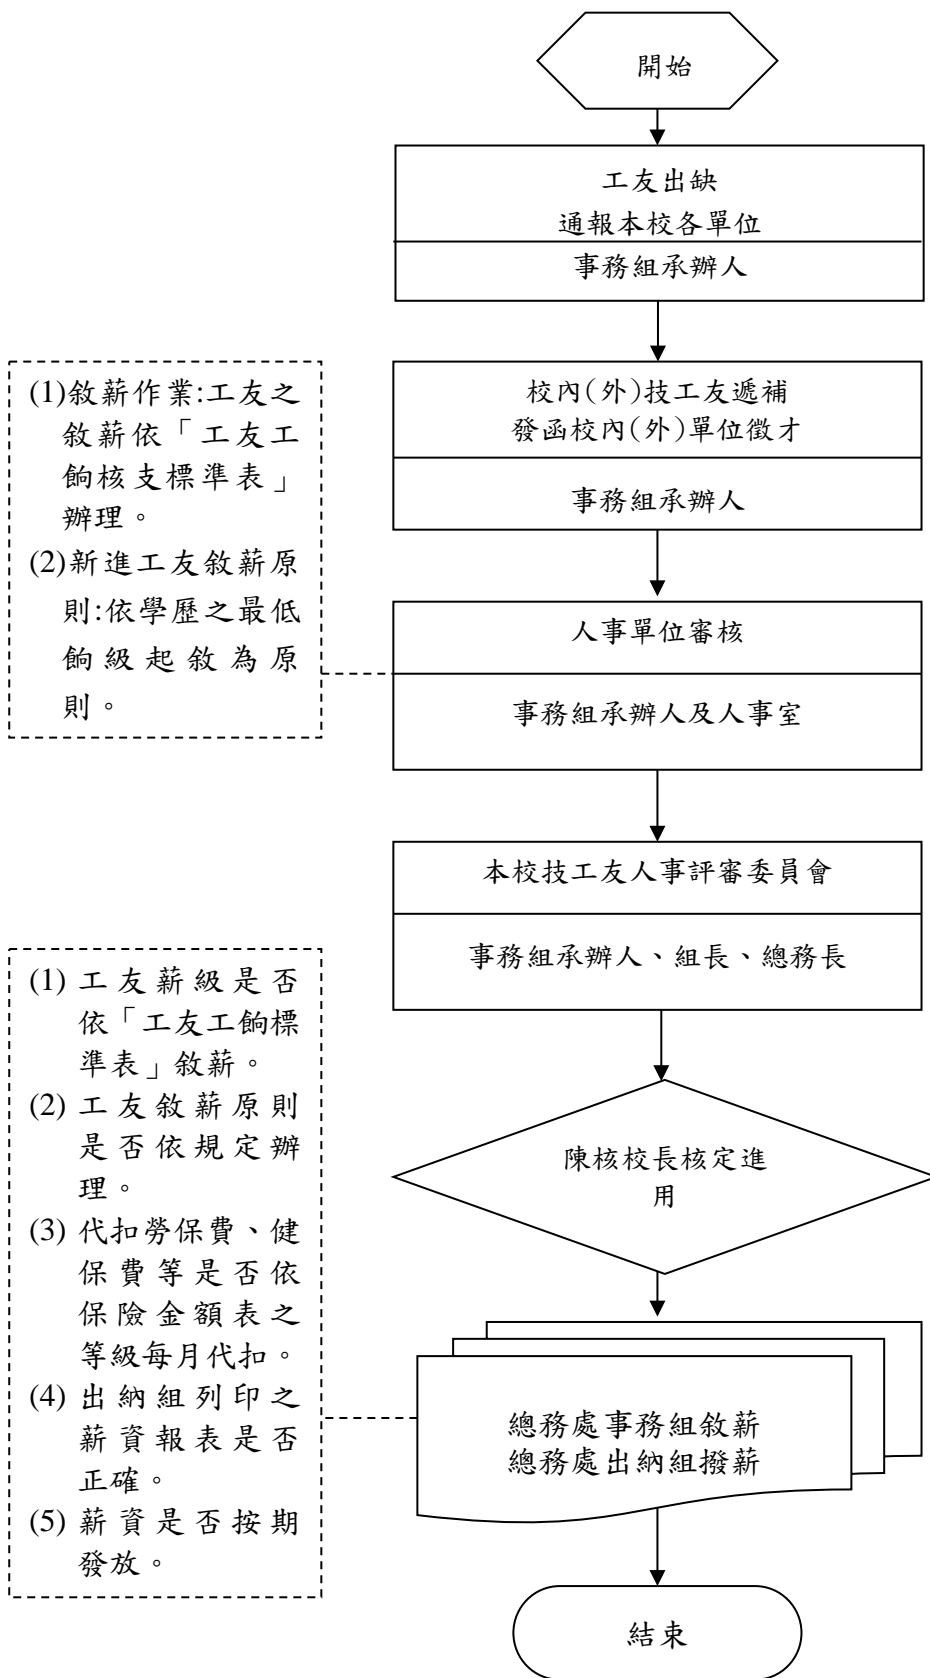 開始
工友出缺
通報本校各單位
事務組承辦人
校內(外)技工友遞補
發函校內(外)單位徵才
事務組承辦人
(1)敘薪作業:工友之
敘薪依「工友工
餉核支標準表」
辦理。
(2)新進工友敘薪原
則:依學歷之最低
餉級起敘為原
則。
人事單位審核
事務組承辦人及人事室
本校技工友人事評審委員會
事務組承辦人、組長、總務長
陳核校長核定進
用
(1) 工友薪級是否
依「工友工餉標
準表」敘薪。
(2) 工友敘薪原則
是否依規定辦
理。
(3) 代扣勞保費、健
保費等是否依
保險金額表之
等級每月代扣。
(4) 出納組列印之
薪資報表是否
正確。
(5) 薪資是否按期
發放。
總務處事務組敘薪
總務處出納組撥薪
結束